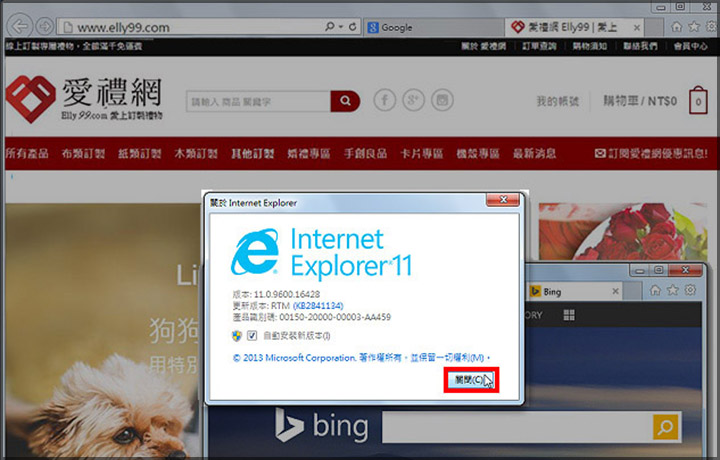 www.elly99.com
Google
愛禮網 Elly99 | 愛上
線上訂製專屬禮物，全館滿千免運費
關於 愛禮網
訂單查詢
購物須知
聯絡我們
會員中心
愛禮網
Elly99.com 愛上訂製禮物
請輸入 商品 關鍵字
我的帳號
購物車 / NT$0
0
所有產品 布類訂製 紙類訂製 木類訂製 其他訂製 婚禮專區 手創良品 卡片專區 機殼專區 最新消息 訂閱愛禮網優惠訊息!
關於 Internet Explorer
Internet
Explorer 11
版本: 11.0.9600.16428
更新版本: RTM (KB2841134)
產品識別碼: 00150-20000-00003-AA459
自動安裝新版本(I)
© 2013 Microsoft Corporation. 著作權所有，並保留一切權利(M)。
關閉(C)
Li
狗狗
用特別
Bing
ORY
bing